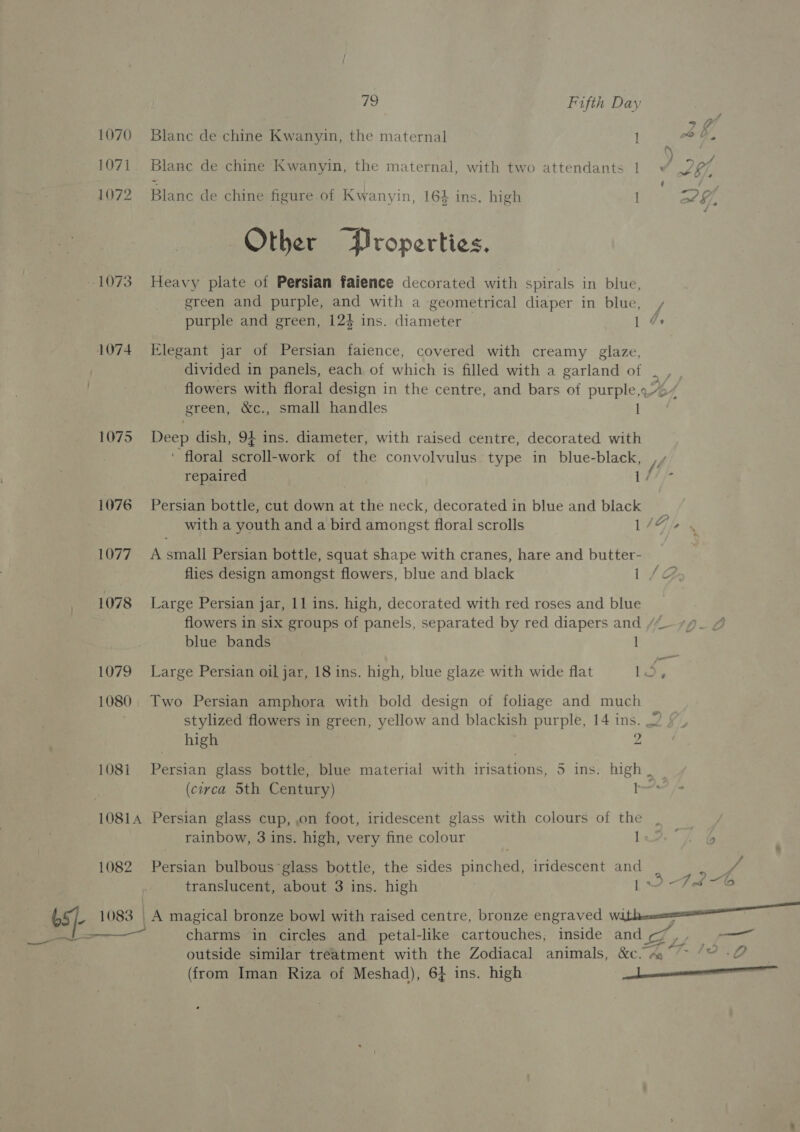 79 Fifth Day
1070 Blanc de chine Kwanyin, the maternal 1
1071 Blanc de chine Kwanyin, the maternal, with two attendants 1
1072 Blanc de chine figure of Kwanyin, 16½ ins. high 1
Other Properties.
1073 Heavy plate of Persian faience decorated with spirals in blue,
green and purple, and with a geometrical diaper in blue,
purple and green, 12½ ins. diameter 1
1074 Elegant jar of Persian faience, covered with creamy glaze,
divided in panels, each of which is filled with a garland of
flowers with floral design in the centre, and bars of purple,
green, &c., small handles 1
1075 Deep dish, 9¼ ins. diameter, with raised centre, decorated with
floral scroll-work of the convolvulus type in blue-black,
repaired 1
1076 Persian bottle, cut down at the neck, decorated in blue and black
with a youth and a bird amongst floral scrolls 1
1077 A small Persian bottle, squat shape with cranes, hare and butter-
flies design amongst flowers, blue and black 1
1078 Large Persian jar, 11 ins. high, decorated with red roses and blue
flowers in six groups of panels, separated by red diapers and
blue bands 1
1079 Large Persian oil jar, 18 ins. high, blue glaze with wide flat 1
1080 Two Persian amphora with bold design of foliage and much
stylized flowers in green, yellow and blackish purple, 14 ins.
high 2
1081 Persian glass bottle, blue material with irisations, 5 ins. high
(circa 5th Century) 1
1081A Persian glass cup, on foot, iridescent glass with colours of the
rainbow, 3 ins. high, very fine colour 1
1082 Persian bulbous glass bottle, the sides pinched, iridescent and
translucent, about 3 ins. high 1
65/- 1083 A magical bronze bowl with raised centre, bronze engraved with
charms in circles and petal-like cartouches, inside and
outside similar treatment with the Zodiacal animals, &c.
(from Iman Riza of Meshad), 6¼ ins. high 1